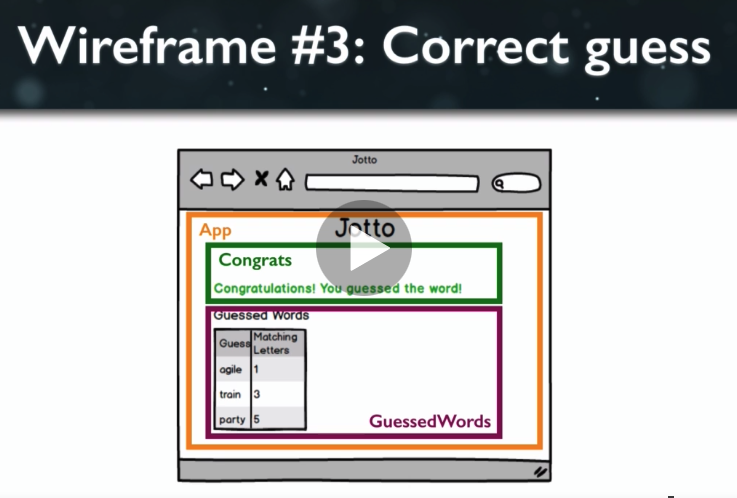 Wireframe #3: Correct guess
Jotto
App
Jotto
Congrats
Congratulations! You guessed the word!
Guessed Words
Guess Matching Letters
agile 1
train 3
party 5
GuessedWords